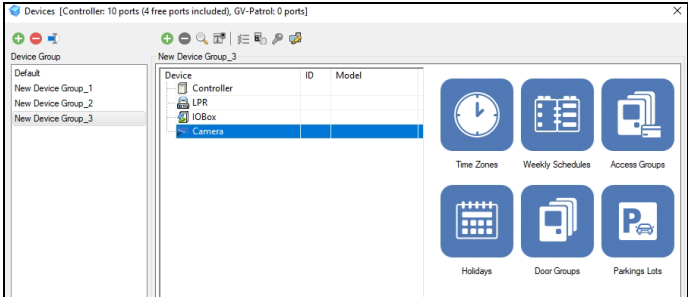 Devices [Controller: 10 ports (4 free ports included), GV-Patrol: 0 ports]
Device Group
New Device Group_3
Default
New Device Group_1
New Device Group_2
New Device Group_3
Device ID Model
Controller
LPR
IOBox
Camera
Time Zones Weekly Schedules Access Groups
Holidays Door Groups Parkings Lots